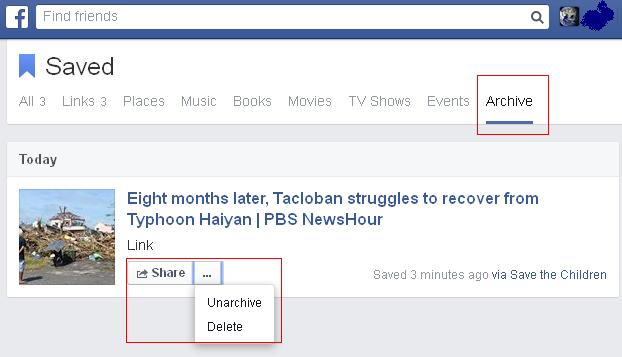 f Find friends
Saved
All 3 Links 3 Places Music Books Movies TV Shows Events Archive
Today
Eight months later, Tacloban struggles to recover from
Typhoon Haiyan | PBS NewsHour
Link
Share ... Saved 3 minutes ago via Save the Children
Unarchive
Delete